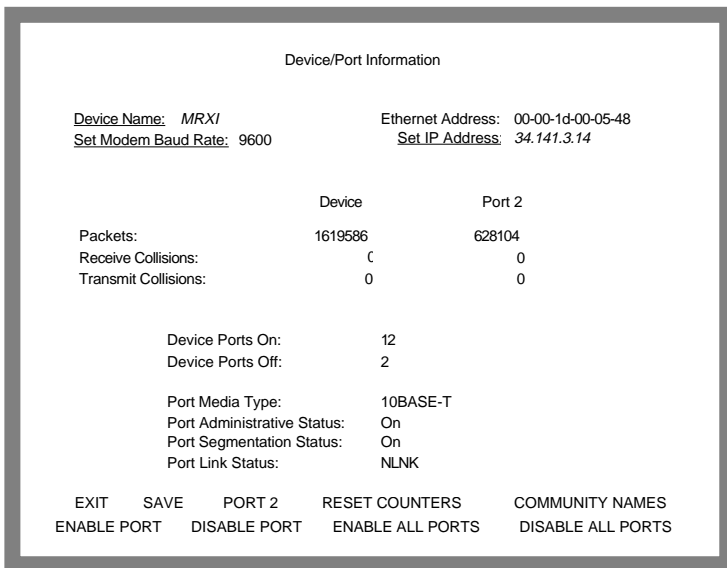 Device/Port Information
Device Name: MRXI Ethernet Address: 00-00-1d-00-05-48
Set Modem Baud Rate: 9600 Set IP Address: 34.141.3.14
Device Port 2
Packets: 1619586 628104
Receive Collisions: 0 0
Transmit Collisions: 0 0
Device Ports On: 12
Device Ports Off: 2
Port Media Type: 10BASE-T
Port Administrative Status: On
Port Segmentation Status: On
Port Link Status: NLNK
EXIT SAVE PORT 2 RESET COUNTERS COMMUNITY NAMES
ENABLE PORT DISABLE PORT ENABLE ALL PORTS DISABLE ALL PORTS